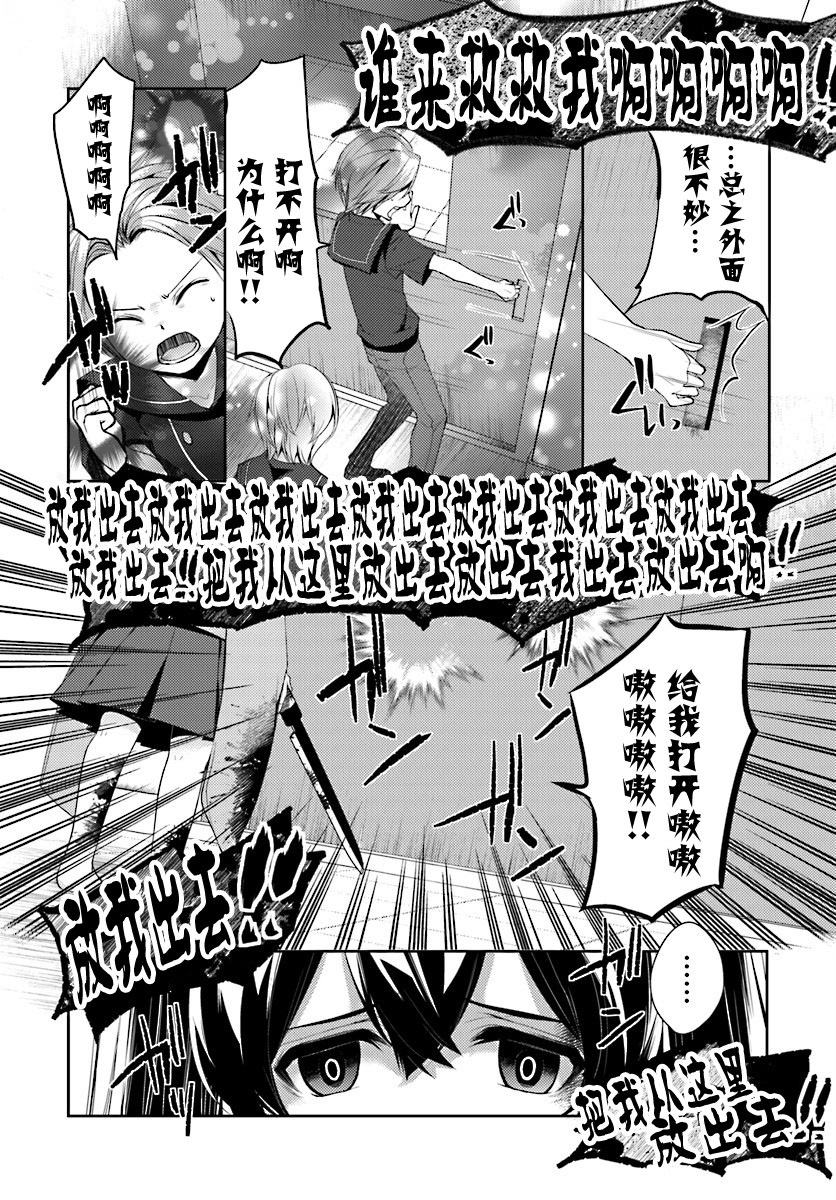 谁来救救我啊啊啊啊!!
…总之外面
很不妙…
打不开啊
为什么啊!!
啊啊啊啊啊
放我出去放我出去放我出去放我出去放我出去放我出去放我出去
放我出去!!把我从这里放出去放出去我出去放出去啊!!
给我打开嗷嗷
嗷嗷嗷嗷!!
放我出去!!
……
把我从这里
放出去!!